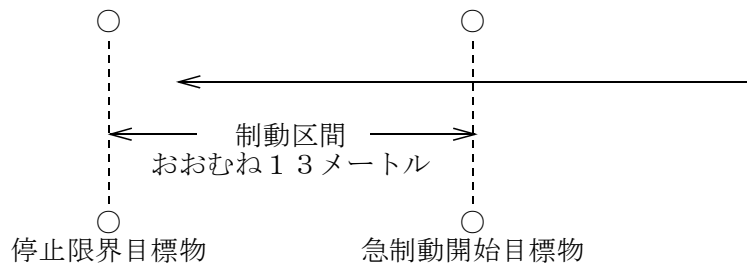 制動区間
おおむね１３メートル
停止限界目標物
急制動開始目標物